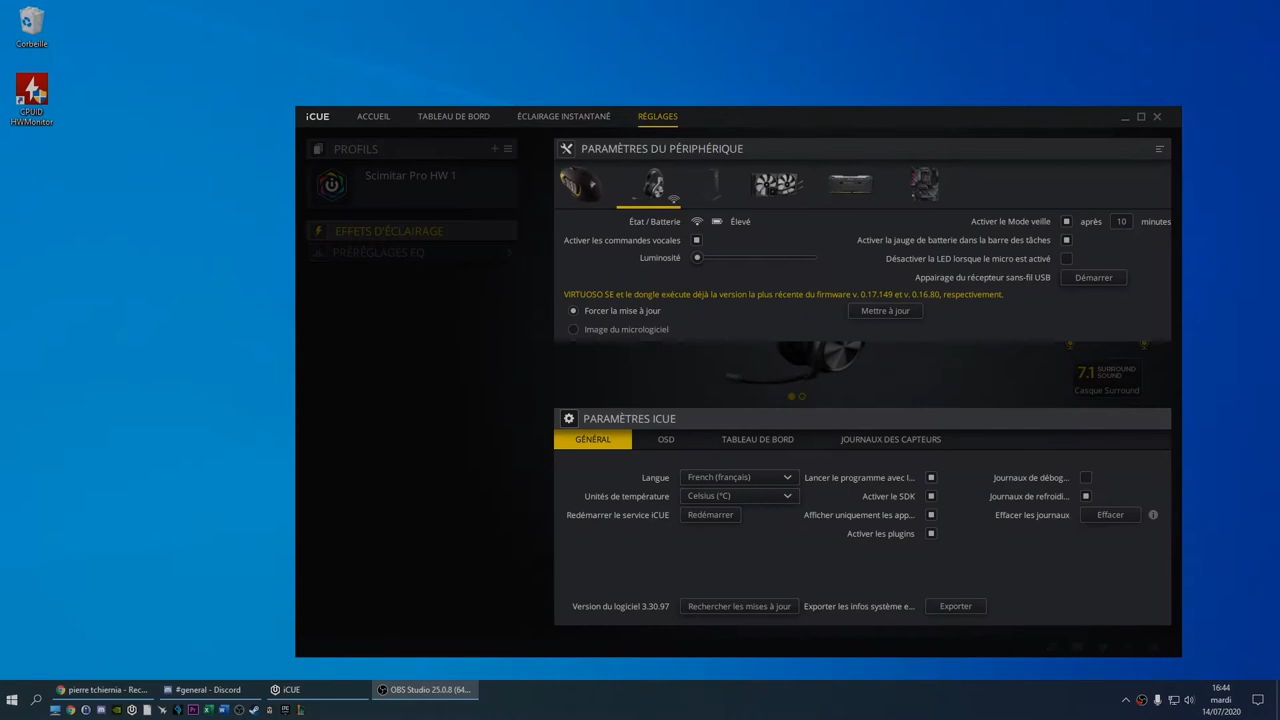 Corbeille
CPUID
HWMonitor
iCUE
ACCUEIL
TABLEAU DE BORD
ÉCLAIRAGE INSTANTANÉ
RÉGLAGES
PROFILS
Scimitar Pro HW 1
EFFETS D'ÉCLAIRAGE
PRÉRÉGLAGES EQ
PARAMÈTRES DU PÉRIPHÉRIQUE
État / Batterie
Élevé
Activer le Mode veille
après
10
minutes
Activer les commandes vocales
Activer la jauge de batterie dans la barre des tâches
Luminosité
Désactiver la LED lorsque le micro est activé
Appairage du récepteur sans-fil USB
Démarrer
VIRTUOSO SE et le dongle exécute déjà la version la plus récente du firmware v. 0.17.149 et v. 0.16.80, respectivement.
Forcer la mise à jour
Mettre à jour
Image du micrologiciel
7.1 SURROUND
SOUND
Casque Surround
PARAMÈTRES ICUE
GÉNÉRAL
OSD
TABLEAU DE BORD
JOURNAUX DES CAPTEURS
Langue
French (français)
Lancer le programme avec l...
Journaux de débog...
Unités de température
Celsius (°C)
Activer le SDK
Journaux de refroidi...
Redémarrer le service iCUE
Redémarrer
Afficher uniquement les app...
Effacer les journaux
Effacer
Activer les plugins
Version du logiciel 3.30.97
Rechercher les mises à jour
Exporter les infos système e...
Exporter
pierre tchiernia - Rec...
#general - Discord
iCUE
OBS Studio 25.0.8 (64...
16:44
mardi
14/07/2020